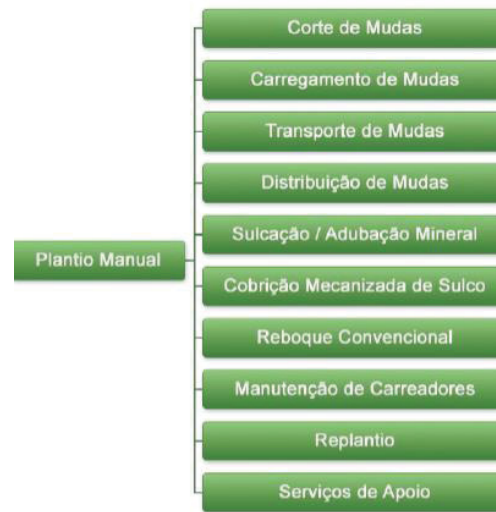 Corte de Mudas
Carregamento de Mudas
Transporte de Mudas
Distribuição de Mudas
Sulcação / Adubação Mineral
Plantio Manual
Cobrição Mecanizada de Sulco
Reboque Convencional
Manutenção de Carreadores
Replantio
Serviços de Apoio